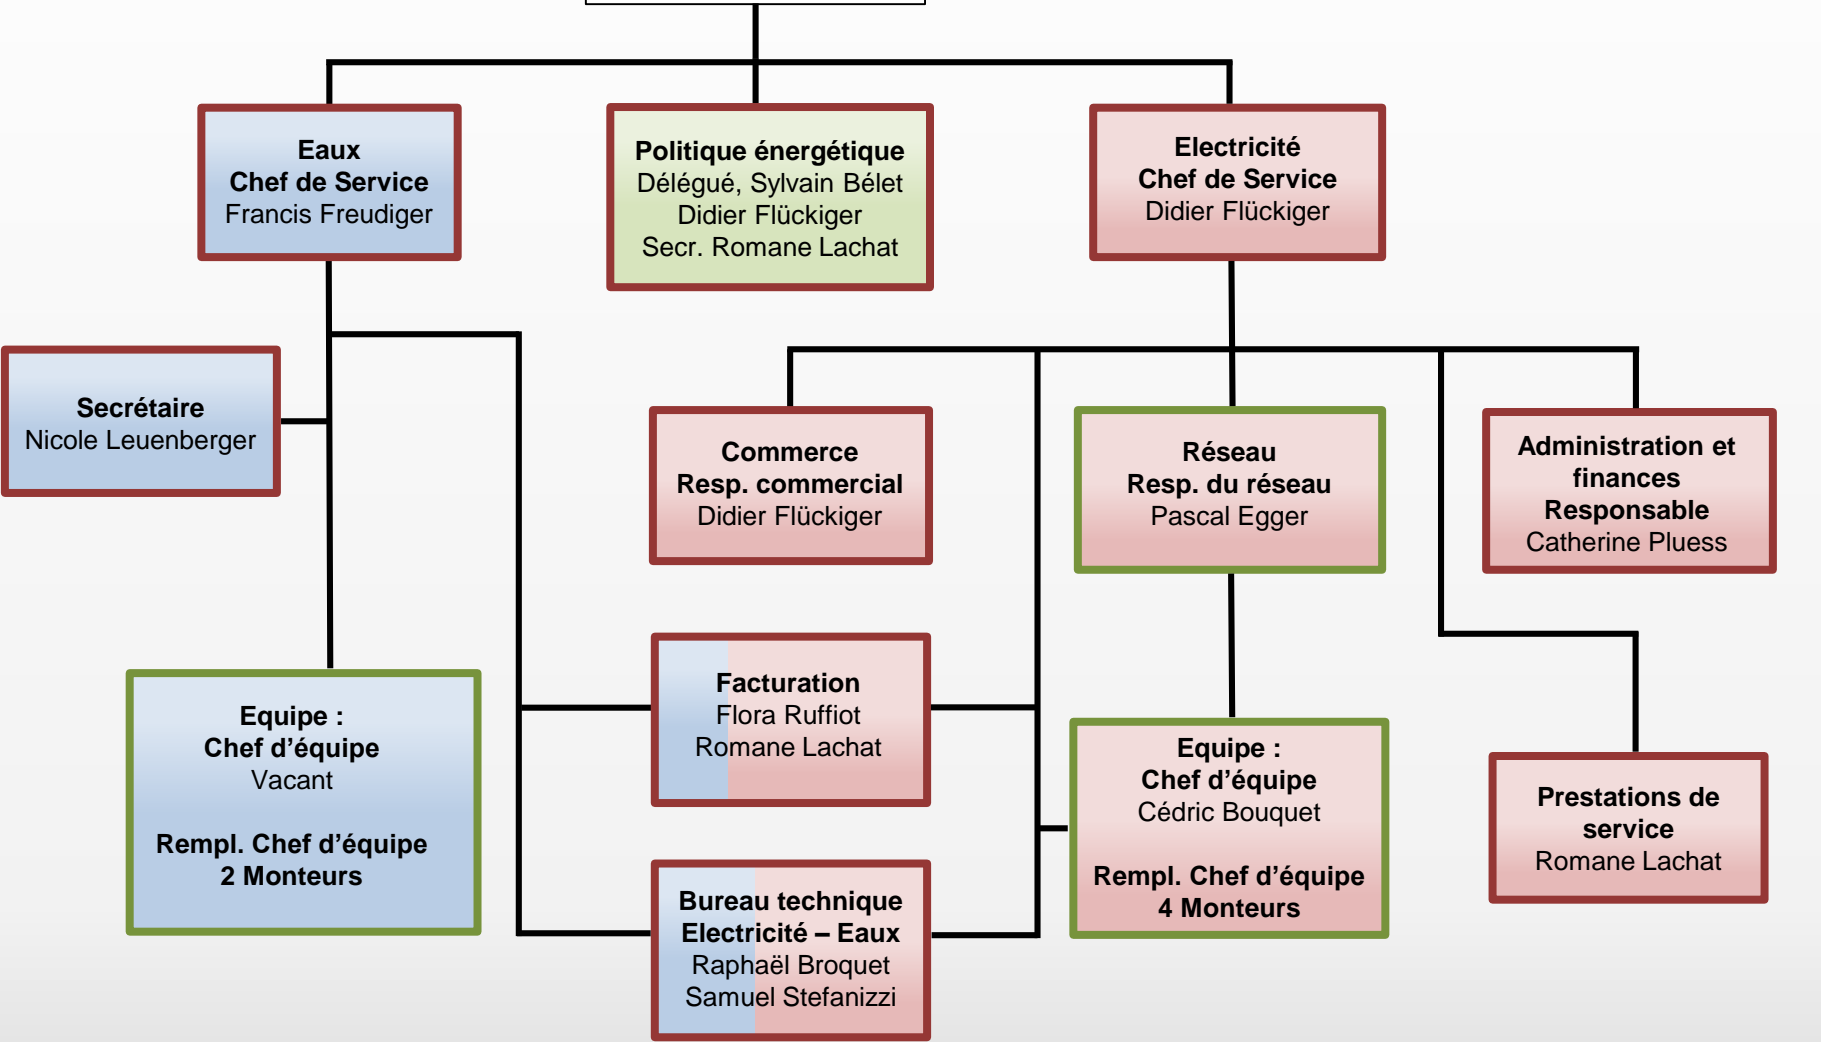 Eaux
Chef de Service
Francis Freudiger
Politique énergétique
Délégué, Sylvain Bélet
Didier Flückiger
Secr. Romane Lachat
Electricité
Chef de Service
Didier Flückiger
Secrétaire
Nicole Leuenberger
Commerce
Resp. commercial
Didier Flückiger
Réseau
Resp. du réseau
Pascal Egger
Administration et
finances
Responsable
Catherine Pluess
Equipe :
Chef d’équipe
Vacant
Rempl. Chef d’équipe
2 Monteurs
Facturation
Flora Ruffiot
Romane Lachat
Equipe :
Chef d’équipe
Cédric Bouquet
Rempl. Chef d’équipe
4 Monteurs
Prestations de
service
Romane Lachat
Bureau technique
Electricité – Eaux
Raphaël Broquet
Samuel Stefanizzi